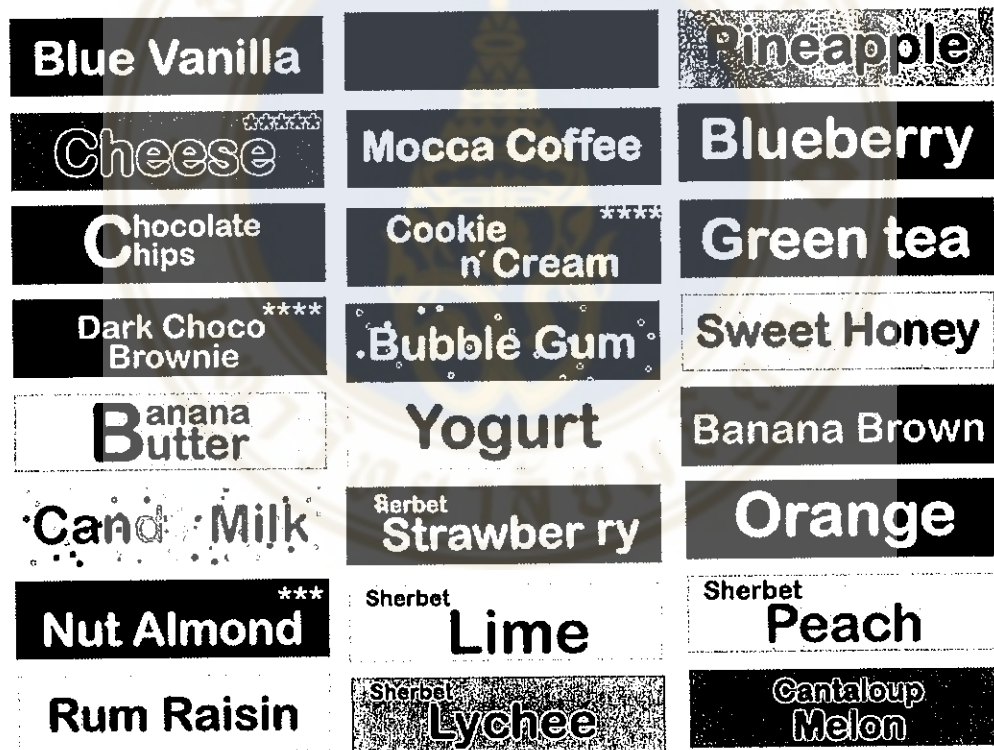 Blue Vanilla
Pineapple
Cheese
Mocca Coffee
Blueberry
Chocolate
Chips
****
Cookie
n' Cream
Green tea
****
Dark Choco
Brownie
Bubble Gum
Sweet Honey
Banana
Butter
Yogurt
Banana Brown
Milk
Serbet
Strawber ry
Orange
***
Nut Almond
Sherbet
Lime
Sherbet
Peach
Rum Raisin
Sherbet
Lychee
Cantaloup
Melon